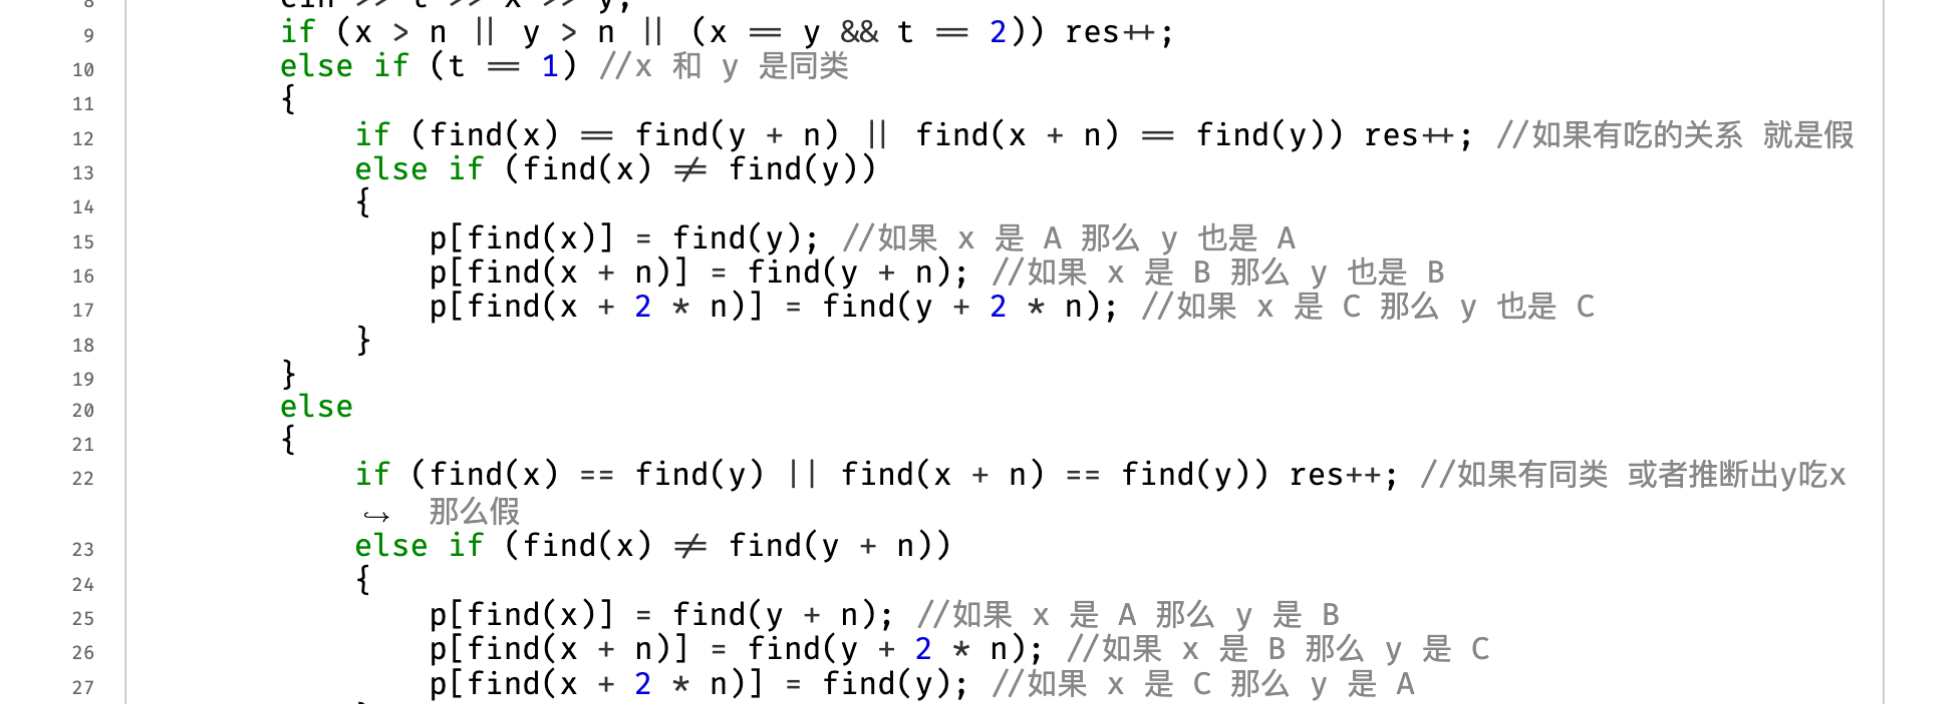 8 cin >> t >> x >> y;
9 if (x > n || y > n || (x == y && t == 2)) res++;
10 else if (t == 1) //x 和 y 是同类
11 {
12 if (find(x) == find(y + n) || find(x + n) == find(y)) res++; //如果有吃的关系 就是假
13 else if (find(x) ≠ find(y))
14 {
15 p[find(x)] = find(y); //如果 x 是 A 那么 y 也是 A
16 p[find(x + n)] = find(y + n); //如果 x 是 B 那么 y 也是 B
17 p[find(x + 2 * n)] = find(y + 2 * n); //如果 x 是 C 那么 y 也是 C
18 }
19 }
20 else
21 {
22 if (find(x) == find(y) || find(x + n) == find(y)) res++; //如果有同类 或者推断出y吃x
↪ 那么假
23 else if (find(x) ≠ find(y + n))
24 {
25 p[find(x)] = find(y + n); //如果 x 是 A 那么 y 是 B
26 p[find(x + n)] = find(y + 2 * n); //如果 x 是 B 那么 y 是 C
27 p[find(x + 2 * n)] = find(y); //如果 x 是 C 那么 y 是 A